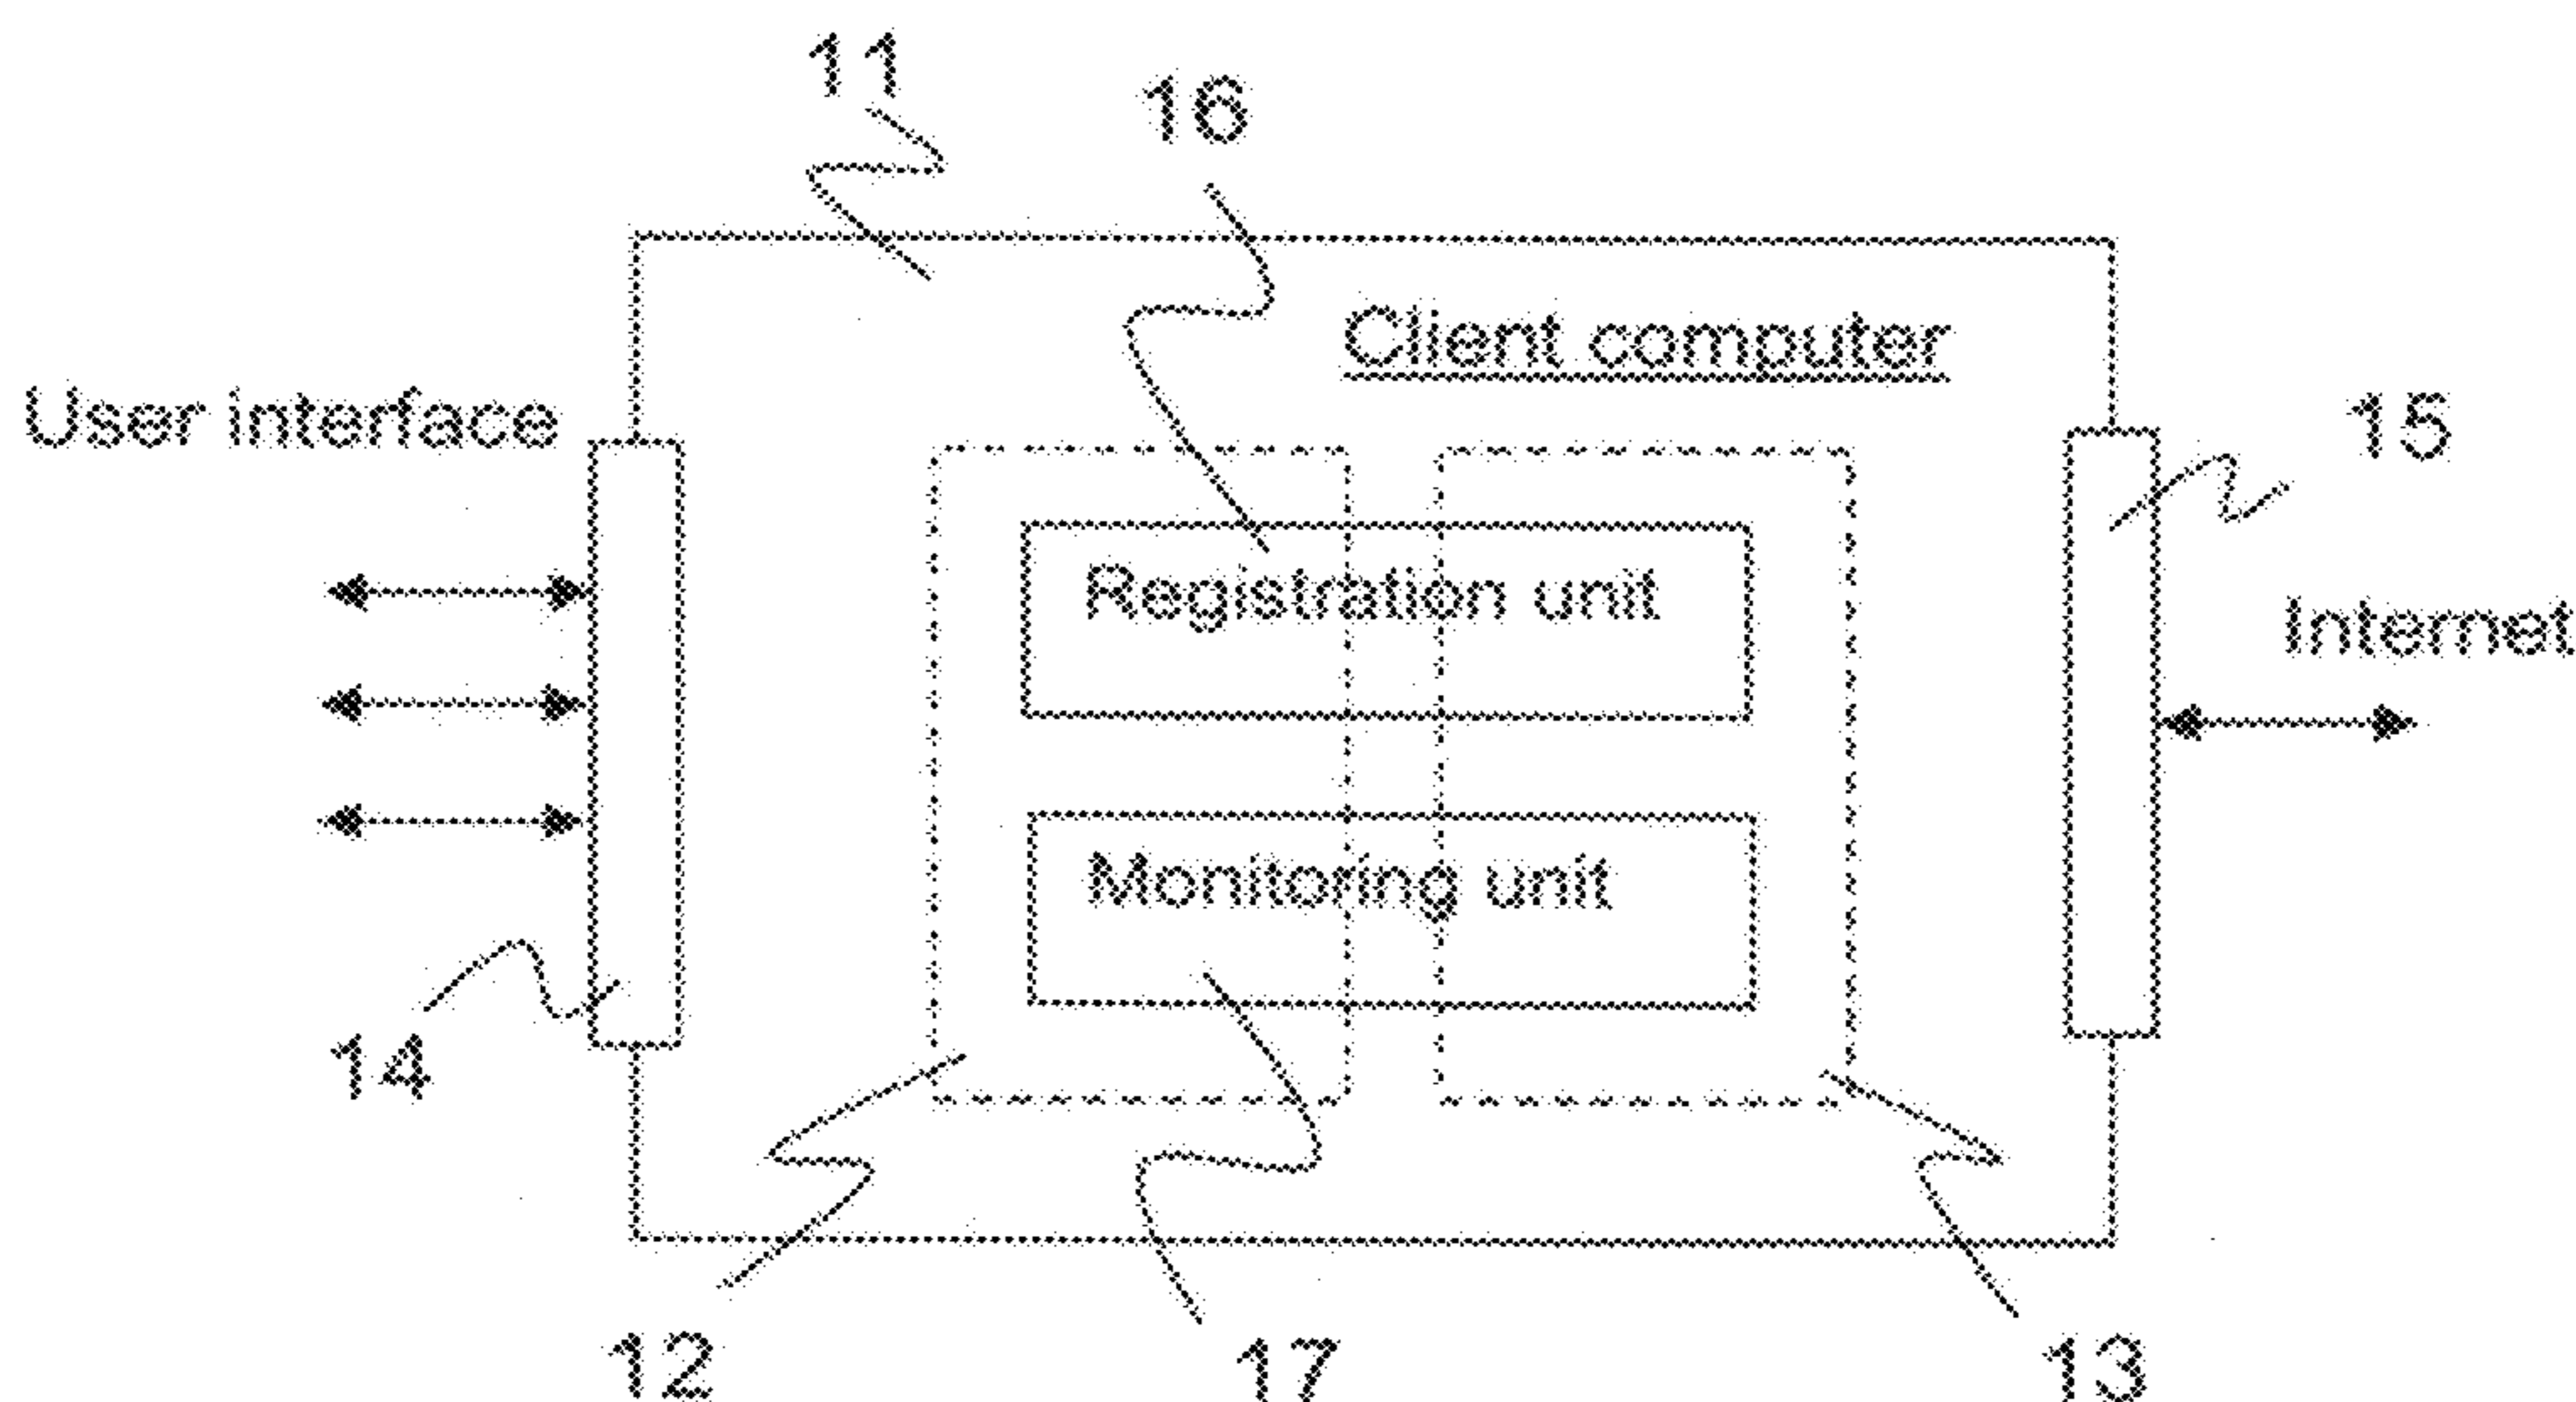 11
16
Client computer
User interface
15
Registration unit
Internet
Monitoring unit
14
12
17
13